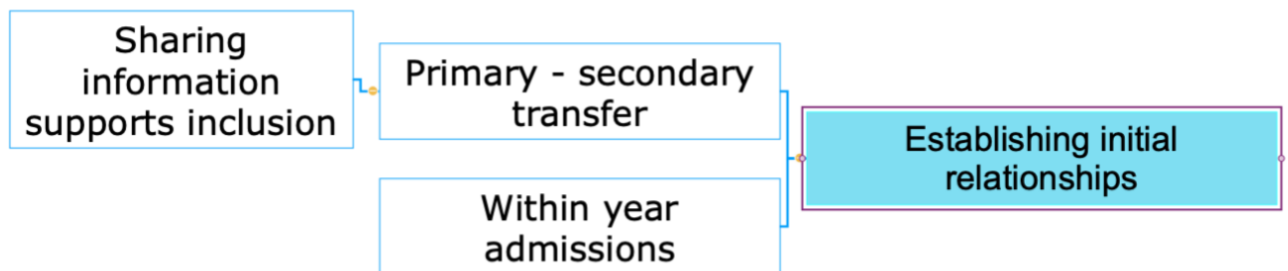 Sharing
information
supports inclusion
Primary - secondary
transfer
Within year
admissions
Establishing initial
relationships